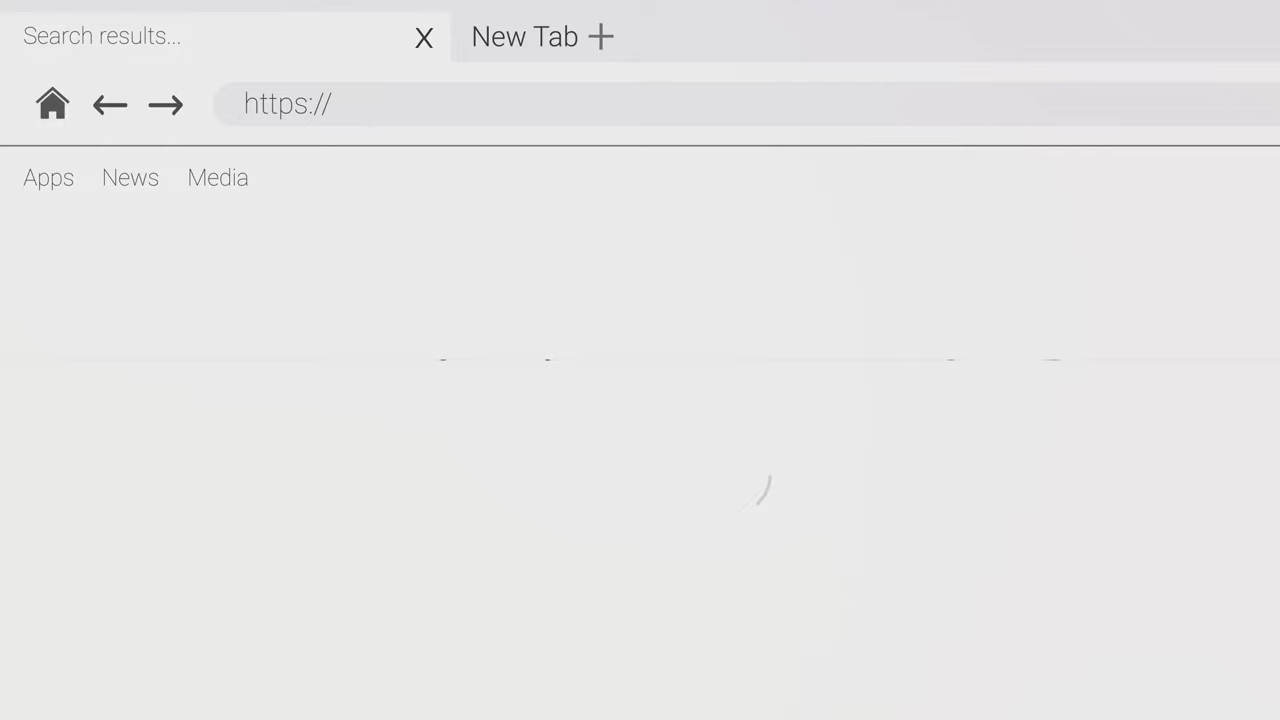 Search results...
X
New Tab +
https://
Apps News Media